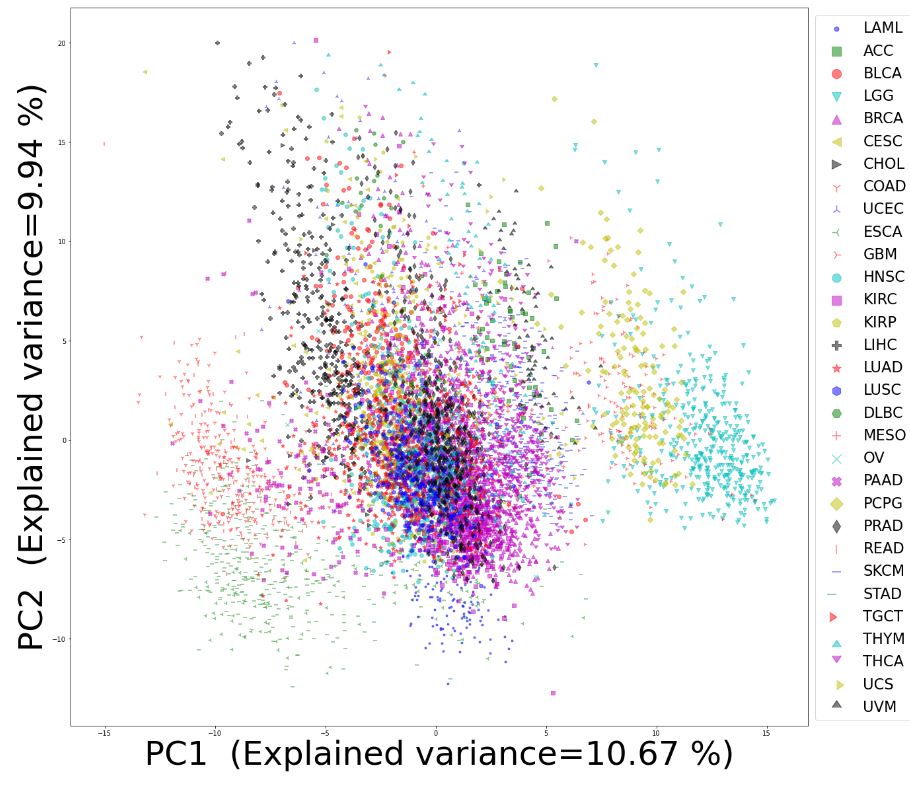 PC2 (Explained variance=9.94 %)
20
15
10
5
0
−5
−10
−15
−10
−5
0
5
10
15
PC1 (Explained variance=10.67 %)
LAML
ACC
BLCA
LGG
BRCA
CESC
CHOL
COAD
UCEC
ESCA
GBM
HNSC
KIRC
KIRP
LIHC
LUAD
LUSC
DLBC
MESO
OV
PAAD
PCPG
PRAD
READ
SKCM
STAD
TGCT
THYM
THCA
UCS
UVM